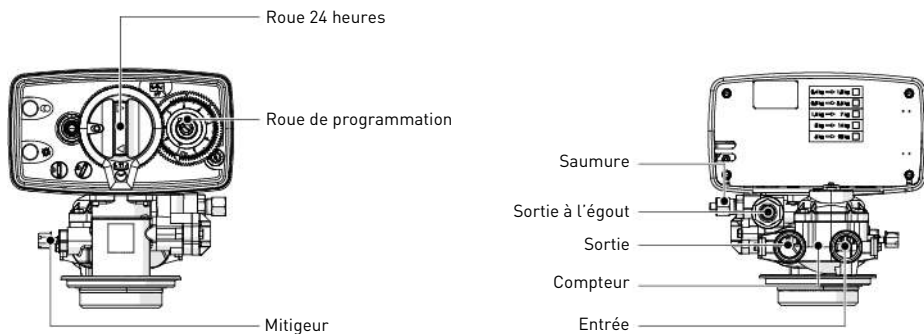 Roue 24 heures
Roue de programmation
Mitigeur
Saumure
Sortie à l’égout
Sortie
Compteur
Entrée